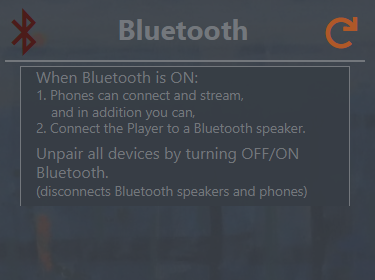 Bluetooth
When Bluetooth is ON:
1. Phones can connect and stream,
and in addition you can,
2. Connect the Player to a Bluetooth speaker.
Unpair all devices by turning OFF/ON
Bluetooth.
(disconnects Bluetooth speakers and phones)